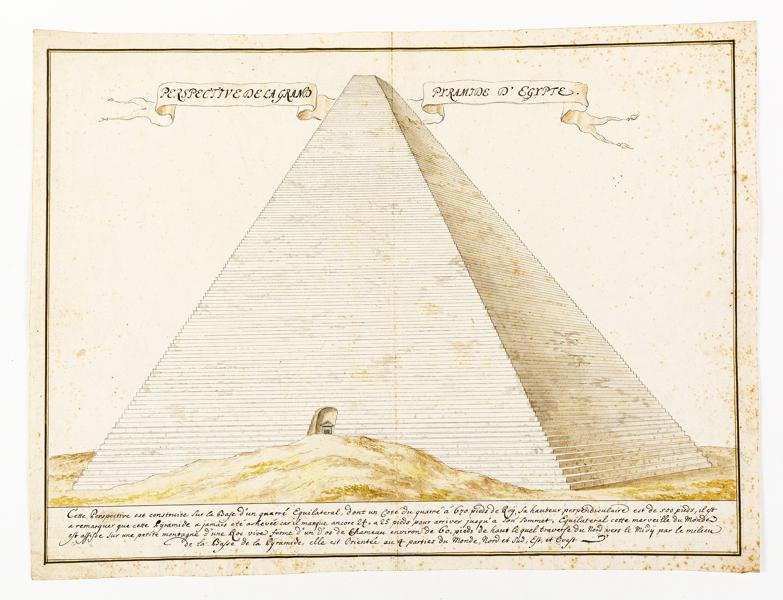 PERSPECTIVE DE LA GRAND PYRAMIDE D' EGYPTE.
Cette Perspective est construite sur la Base d'un quarré Equilateral, dont un Coté du quarré a 670 pieds de Roy, sa hauteur perpendiculaire est de 500 pieds, il est
a remarquer que cette Pyramide a jamais été achevée car il manque ancore 24, a 25 pieds pour arriver jusqu'a son sommet, Equilateral cette merveille du Monde
est assise sur une petite montagne d'une Roc vive formé d'un Dos de Chameau environ de 60, pieds de haut lequel traverse du Nord vers le Midy par le milieu
de la Base de la Pyramide elle est Orientée au 4 parties du Monde, Nord et Sud, Est, et Ovest